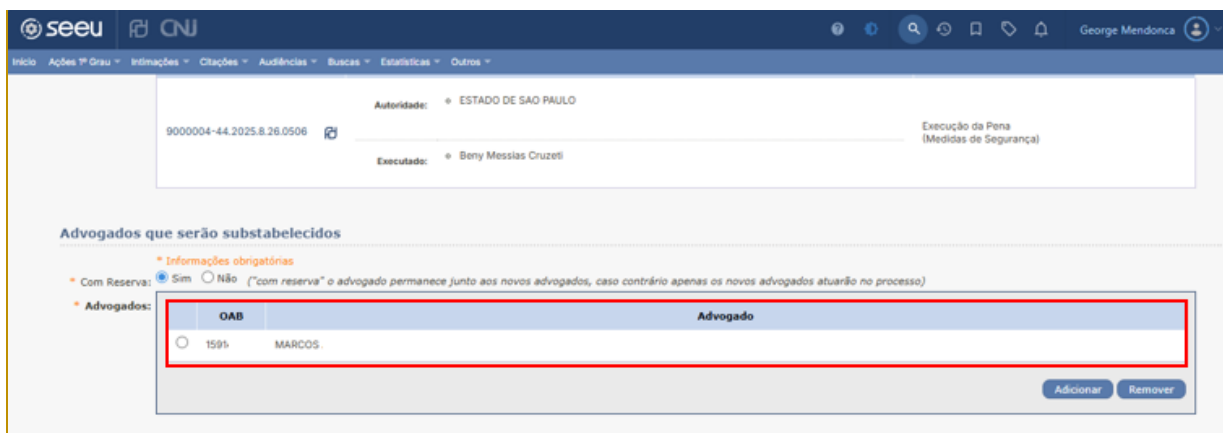 seeu CNJ George Mendonca
Início Ações 1º Grau Intimações Citações Audiências Buscas Estatísticas Outros
Autoridade: ESTADO DE SAO PAULO
9000004-44.2025.8.26.0506
Execução da Pena
(Medidas de Segurança)
Executado: Beny Messias Cruzeti
Advogados que serão substabelecidos
* Informações obrigatórias
* Com Reserva: Sim Não ("com reserva" o advogado permanece junto aos novos advogados, caso contrário apenas os novos advogados atuarão no processo)
* Advogados:
OAB Advogado
MARCOS
Adicionar Remover